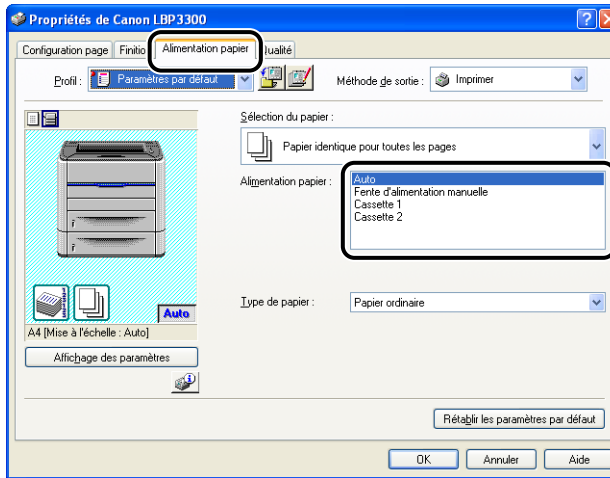 Propriétés de Canon LBP3300
Configuration page Finitio Alimentation papier ualité
Profil : Paramètres par défaut Méthode de sortie : Imprimer
Sélection du papier :
Papier identique pour toutes les pages
Alimentation papier :
Auto
Fente d'alimentation manuelle
Cassette 1
Cassette 2
Auto
Type de papier : Papier ordinaire
A4 [Mise à l'échelle : Auto]
Affichage des paramètres
Rétablir les paramètres par défaut
OK Annuler Aide